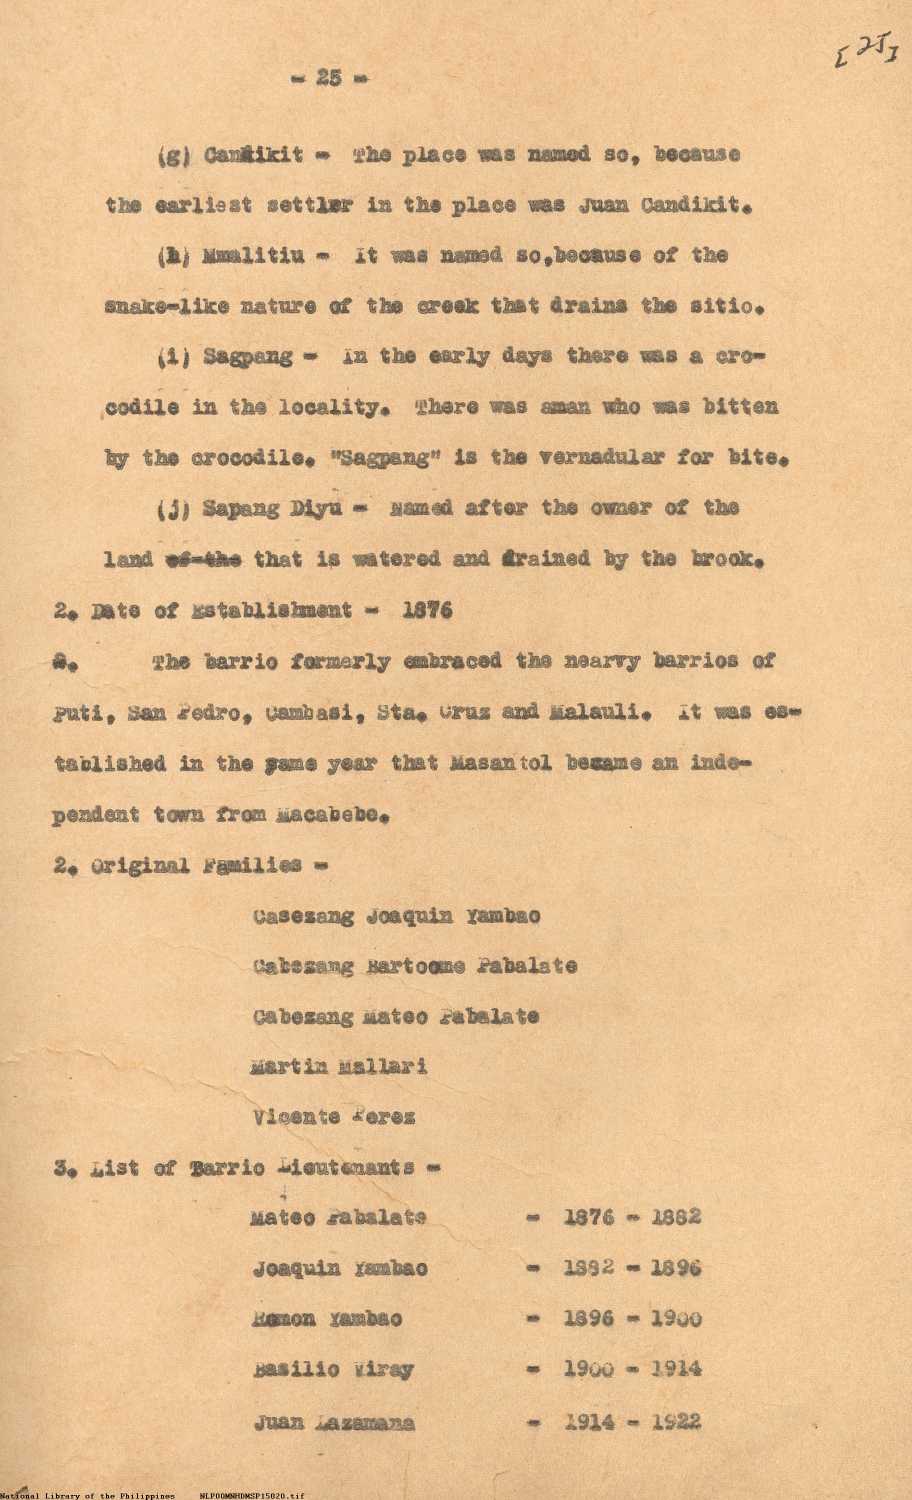 [25]
- 25 -
(g) Candikit - The place was named so, because
the earliest settler in the place was Juan Candikit.
(h) Mmalitiu - It was named so,because of the
snake-like nature of the creek that drains the sitio.
(i) Sagpang - In the early days there was a cro-
codile in the locality. There was aman who was bitten
by the crocodile. "Sagpang" is the vernadular for bite.
(j) Sapang Diyu - Named after the owner of the
land of the that is watered and drained by the brook.
2. Date of Establishment - 1876
2. The barrio formerly embraced the nearvy barrios of
Puti, San Pedro, Cambasi, Sta. Cruz and Malauli. It was es-
tablished in the same year that Masantol became an inde-
pendent town from Macabebe.
2. Original Families -
Casezang Joaquin Yambao
Cabezang Bartoome Pabalate
Cabezang Mateo Pabalate
Martin Mallari
Vicente Perez
3. List of Barrio Lieutenants -
Mateo Pabalate - 1876 - 1882
Joaquin Yambao - 1882 - 1896
Ramon Yambao - 1896 - 1900
Basilio Viray - 1900 - 1914
Juan Lazamana - 1914 - 1922
National Library of the Philippines NLPOOMNHDMSP15020.tif